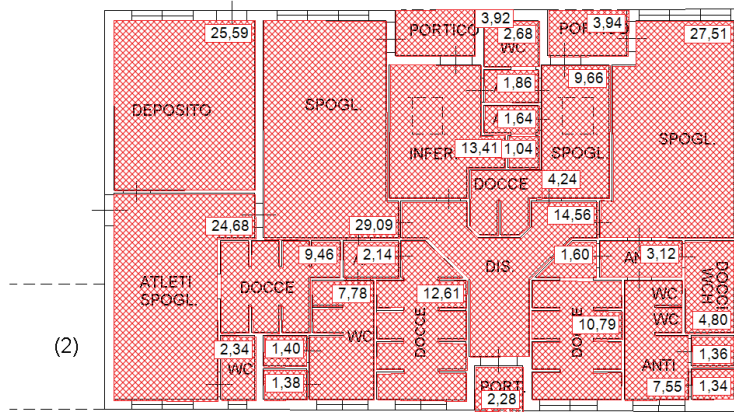 3,92
3,94
25,59
PORTICO
2,68
WC
27,51
9,66
1,86
DEPOSITO
SPOGL.
1,64
SPOGL.
INFER.
13,41
1,04
SPOGL.
DOCCE
4,24
24,68
29,09
14,56
9,46
2,14
1,60
3,12
DIS.
ATLETI
SPOGL.
DOCCE
7,78
12,61
WC
DOCCE
10,79
WC
4,80
(2)
2,34
WC
1,40
WC
DOCCE
1,36
ANTI
1,38
PORT.
7,55
1,34
2,28